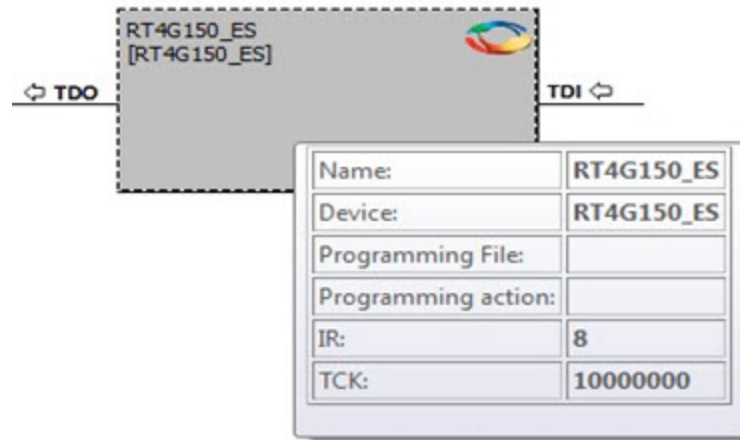 RT4G150_ES
[RT4G150_ES]
TDO
TDI
Name: RT4G150_ES
Device: RT4G150_ES
Programming File:
Programming action:
IR: 8
TCK: 10000000